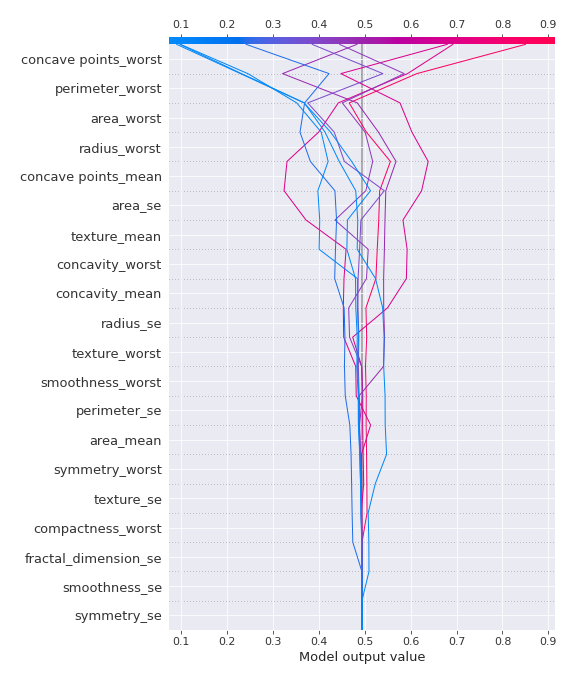 0.1 0.2 0.3 0.4 0.5 0.6 0.7 0.8 0.9
concave points_worst
perimeter_worst
area_worst
radius_worst
concave points_mean
area_se
texture_mean
concavity_worst
concavity_mean
radius_se
texture_worst
smoothness_worst
perimeter_se
area_mean
symmetry_worst
texture_se
compactness_worst
fractal_dimension_se
smoothness_se
symmetry_se
0.1 0.2 0.3 0.4 0.5 0.6 0.7 0.8 0.9
Model output value